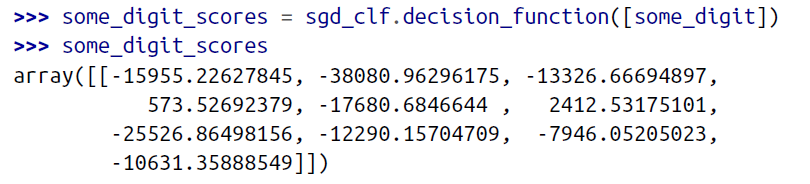 >>> some_digit_scores = sgd_clf.decision_function([some_digit])
>>> some_digit_scores
array([[-15955.22627845, -38080.96296175, -13326.66694897,
           573.52692379, -17680.6846644 ,   2412.53175101,
        -25526.86498156, -12290.15704709,  -7946.05205023,
        -10631.35888549]])